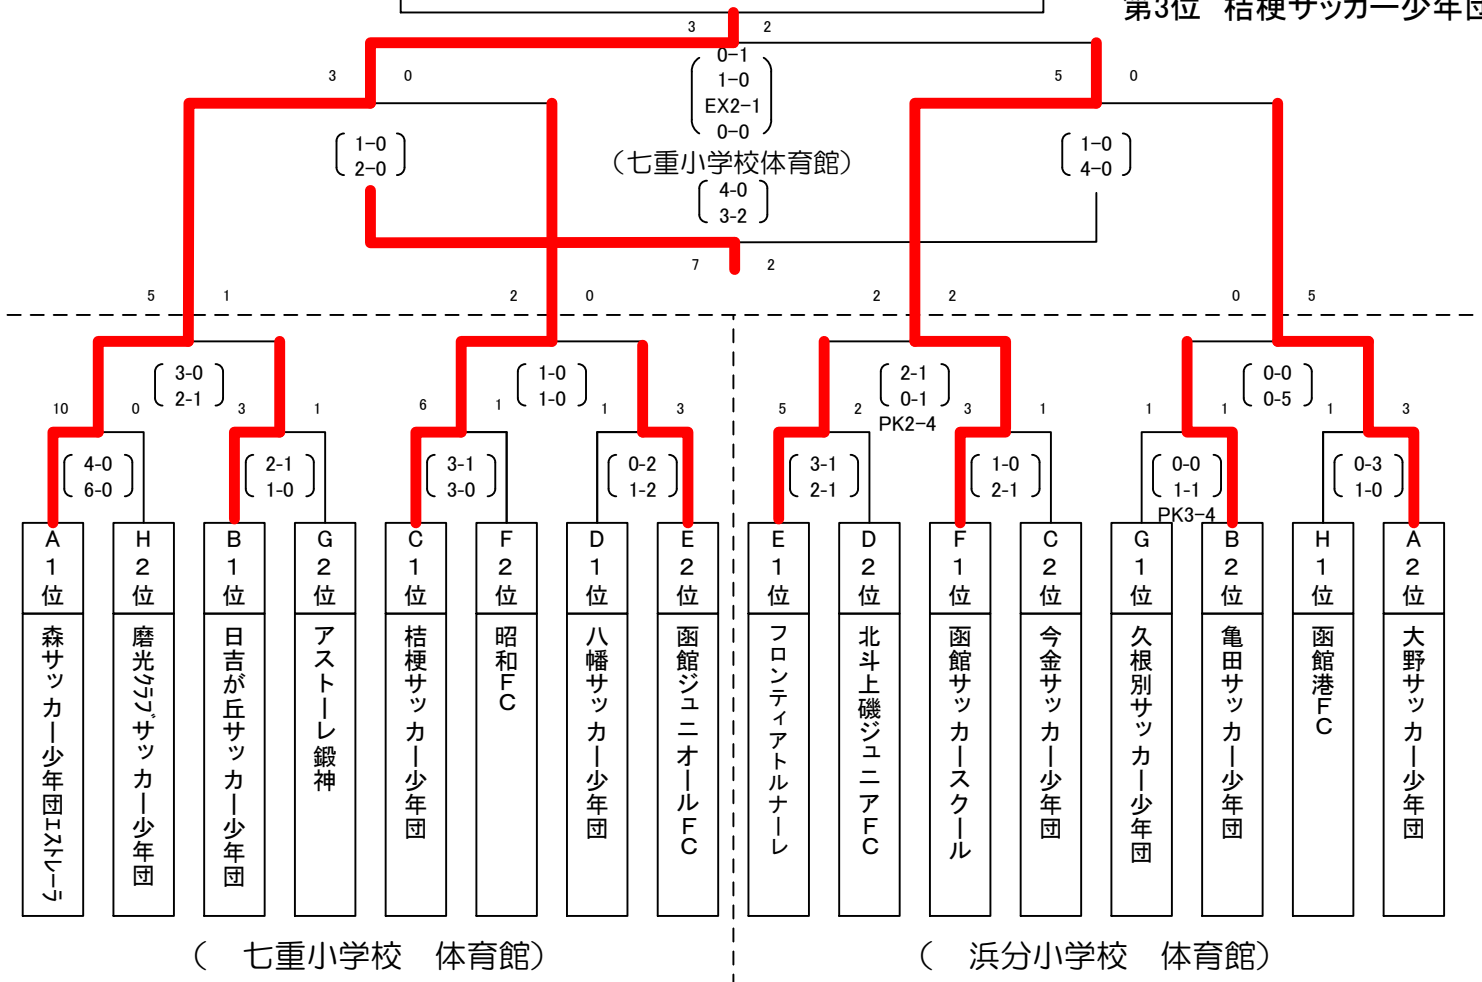 第3位 桔梗サッカー少年団
3 2
0-1
1-0
EX2-1
0-0
(七重小学校体育館)
3 0
5 0
1-0
2-0
1-0
4-0
4-0
3-2
7 2
5 1
2 0
2 2
0 5
3-0
2-1
1-0
1-0
2-1
0-1
PK2-4
0-0
0-5
10 0
3 1
6 1
1 3
5 2
3 1
1 1
1 3
4-0
6-0
2-1
1-0
3-1
3-0
0-2
1-2
3-1
2-1
1-0
2-1
0-0
1-1
PK3-4
0-3
1-0
A1位
H2位
B1位
G2位
C1位
F2位
D1位
E2位
E1位
D2位
F1位
C2位
G1位
B2位
H1位
A2位
森サッカー少年団エストレーラ
磨光クラブサッカー少年団
日吉が丘サッカー少年団
アストーレ鍛神
桔梗サッカー少年団
昭和FC
八幡サッカー少年団
函館ジュニオールFC
フロンティアトルナーレ
北斗上磯ジュニアFC
函館サッカースクール
今金サッカー少年団
久根別サッカー少年団
亀田サッカー少年団
函館港FC
大野サッカー少年団
( 七重小学校 体育館)
( 浜分小学校 体育館)